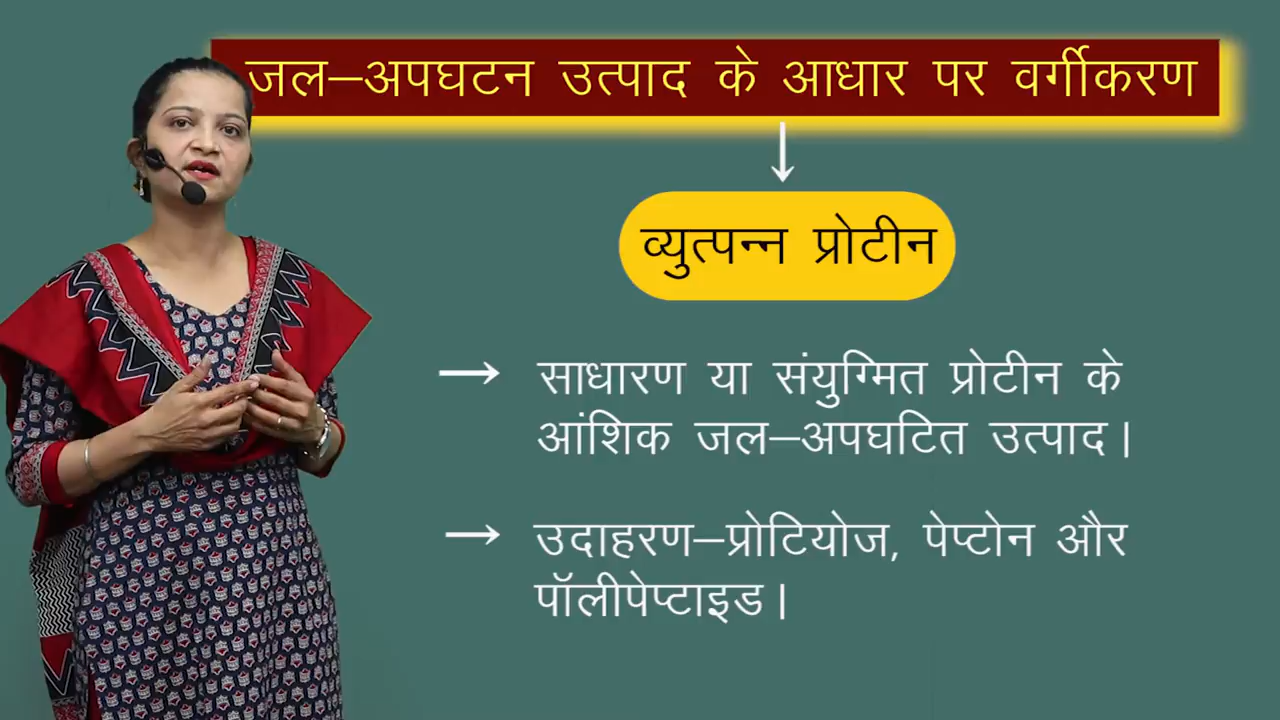 जल–अपघटन उत्पाद के आधार पर वर्गीकरण
व्युत्पन्न प्रोटीन
→ साधारण या संयुग्मित प्रोटीन के
आंशिक जल–अपघटित उत्पाद।
→ उदाहरण–प्रोटियोज, पेप्टोन और
पॉलीपेप्टाइड।